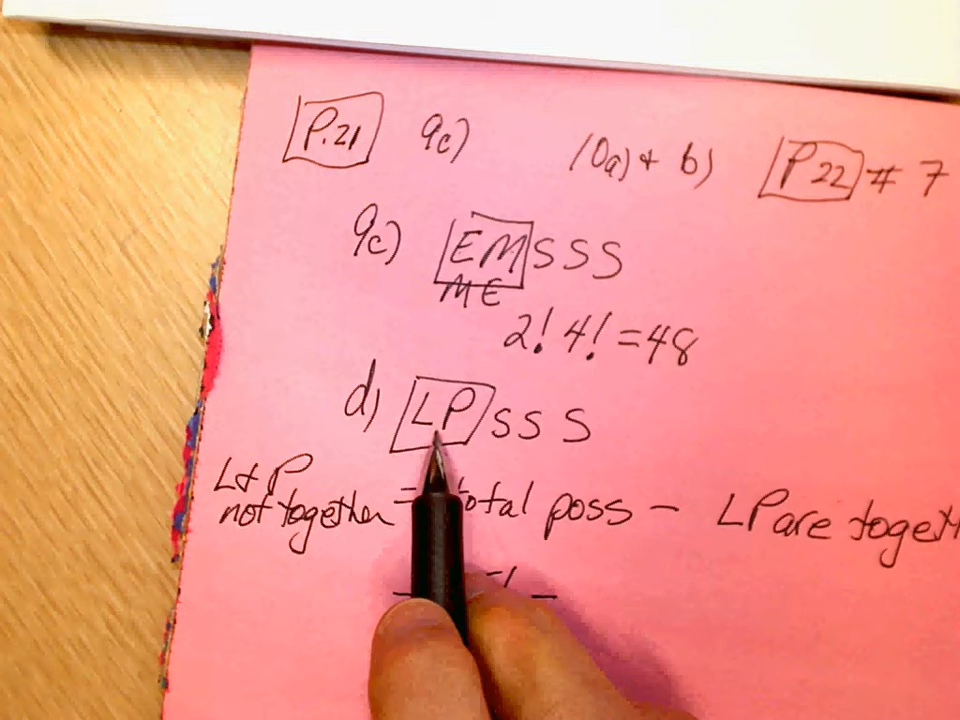 P.21 9c) 10a) + b) P22 # 7
9c) EM S S S
ME
2! 4! = 48
d) LP S S S
L+P
not together = total poss - LP are togeth